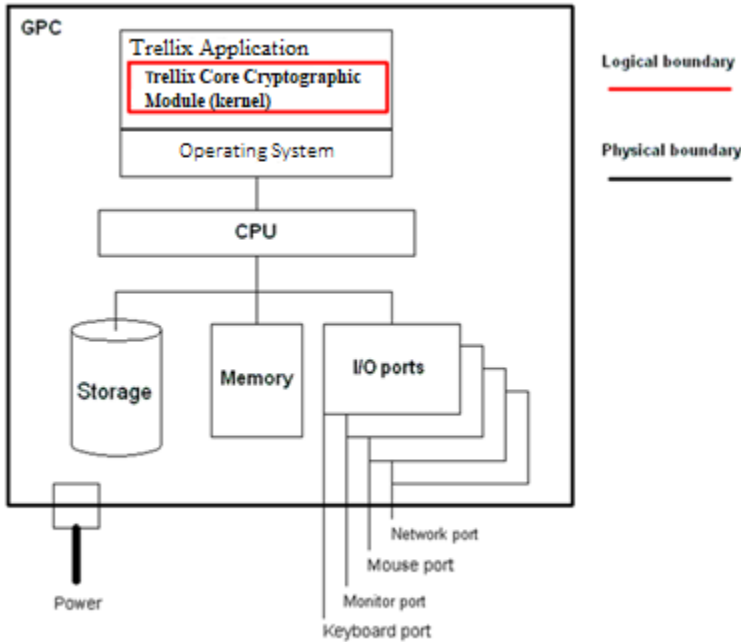 GPC
Trellix Application
Trellix Core Cryptographic
Module (kernel)
Operating System
CPU
Storage
Memory
I/O ports
Network port
Mouse port
Monitor port
Keyboard port
Power
Logical boundary
Physical boundary